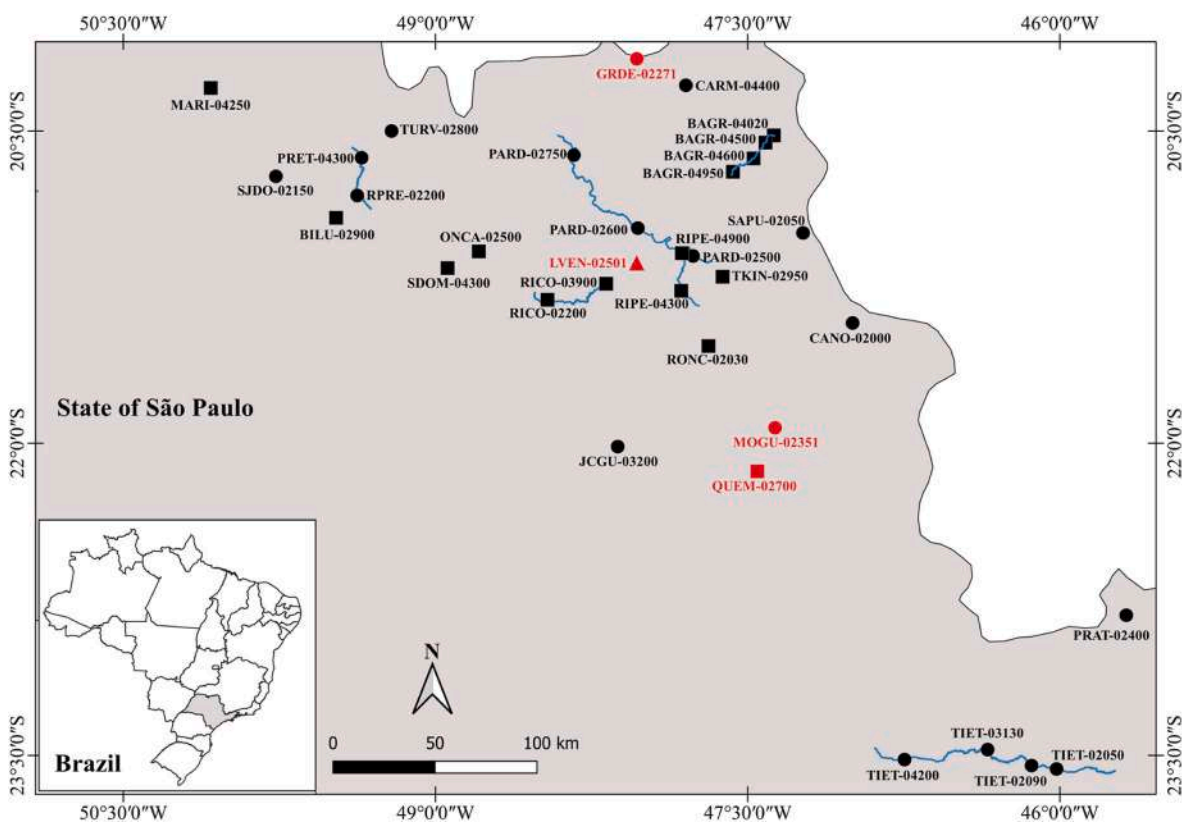 50°30'0"W 49°0'0"W 47°30'0"W 46°0'0"W
GRDE-02271
CARM-04400
MARI-04250
BAGR-04020
TURV-02800
20°30'0"S
20°30'0"S
BAGR-04500
PARD-02750
BAGR-04600
PRET-04300
BAGR-04950
SJDO-02150
RPRE-02200
SAPU-02050
BILU-02900
PARD-02600
ONCA-02500
RIPE-04900
PARD-02500
LVEN-02501
SDOM-04300
RICO-03900
TKIN-02950
RIPE-04300
RICO-02200
CANO-02000
RONC-02030
State of São Paulo
MOGU-02351
22°0'0"S
22°0'0"S
JCGU-03200
QUEM-02700
PRAT-02400
N
TIET-03130
TIET-02050
0 50 100 km
23°30'0"S
23°30'0"S
Brazil
TIET-04200
TIET-02090
50°30'0"W 49°0'0"W 47°30'0"W 46°0'0"W